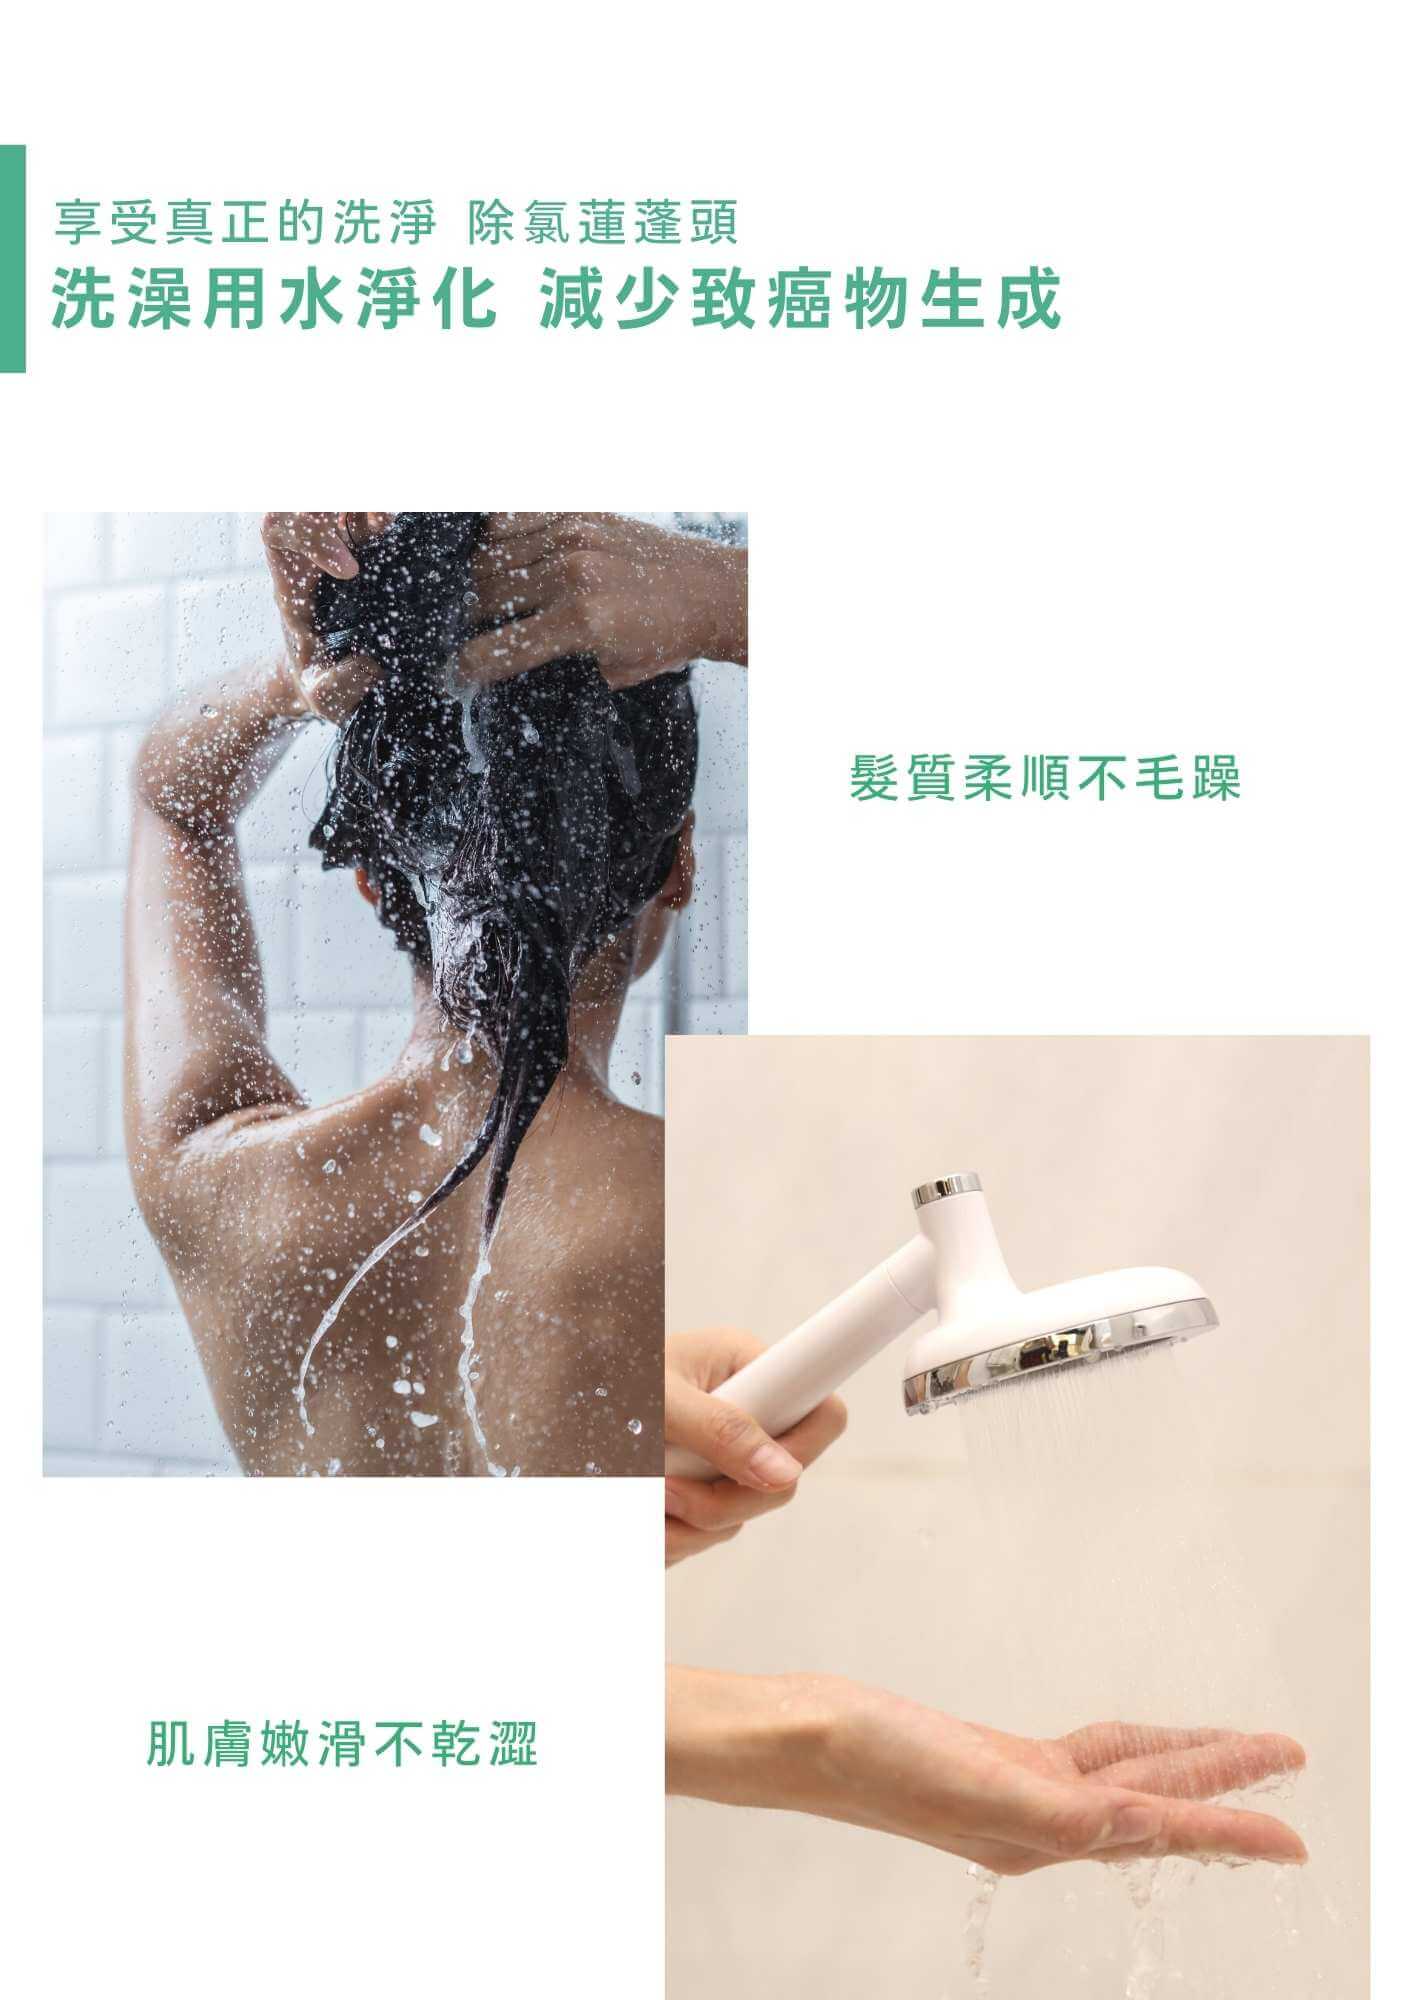 享受真正的洗淨 除氯蓮蓬頭
洗澡用水淨化 減少致癌物生成
髮質柔順不毛躁
肌膚嫩滑不乾澀